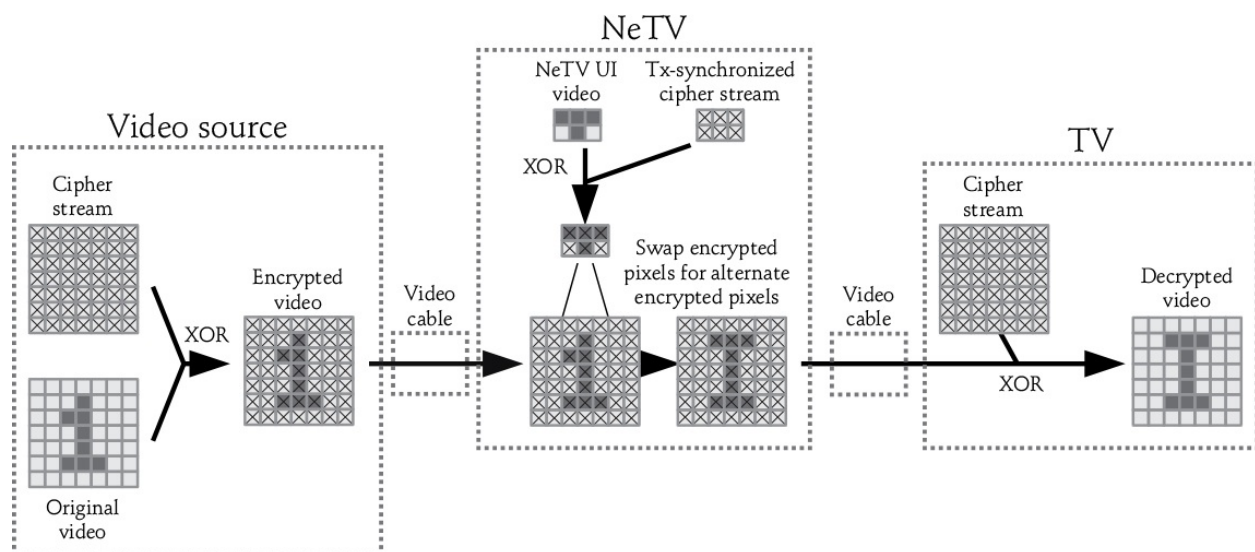 Video source
Cipher
stream
XOR
Original
video
Encrypted
video
Video
cable
NeTV
NeTV UI
video
Tx-synchronized
cipher stream
XOR
Swap encrypted
pixels for alternate
encrypted pixels
Video
cable
TV
Cipher
stream
XOR
Decrypted
video